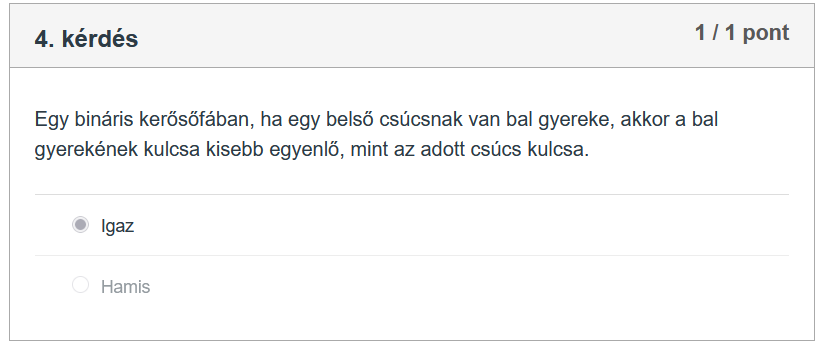 4. kérdés
1 / 1 pont
Egy bináris kerősőfában, ha egy belső csúcsnak van bal gyereke, akkor a bal
gyerekének kulcsa kisebb egyenlő, mint az adott csúcs kulcsa.
Igaz
Hamis